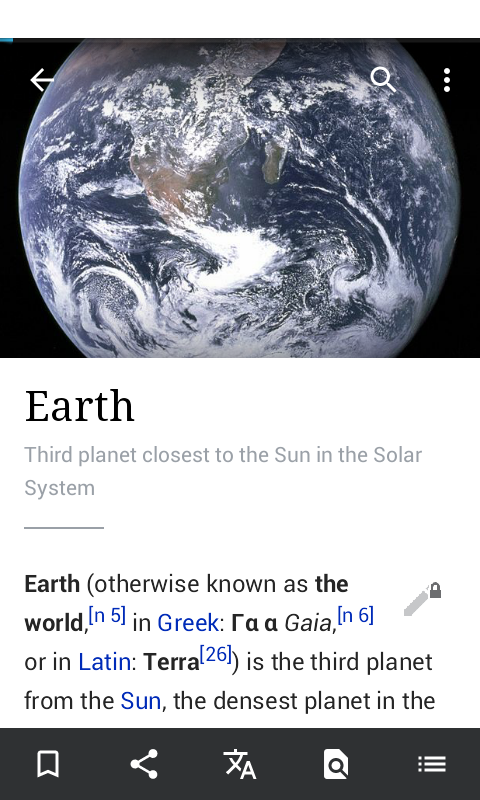 Earth
Third planet closest to the Sun in the Solar
System
Earth (otherwise known as the
world,[n 5] in Greek: Γα α Gaia,[n 6]
or in Latin: Terra[26]) is the third planet
from the Sun, the densest planet in the